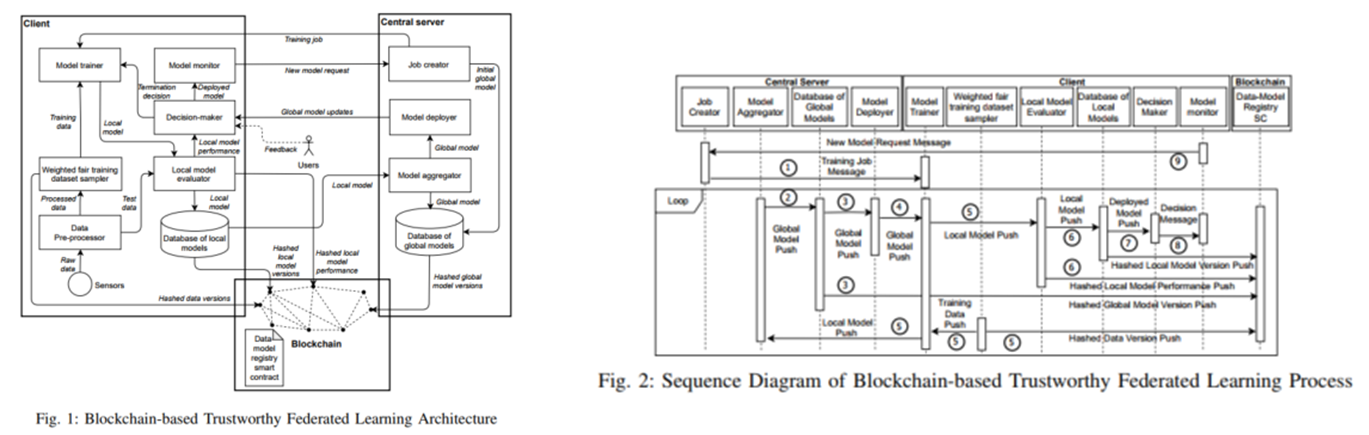 Client
Central server
Training job
Model trainer
Model monitor
New model request
Job creator
Termination
decision
Deployed
model
Initial
global
model
Decision-maker
Global model updates
Model deployer
Training
data
Local
model
Local model
performance
Feedback
Users
Global model
Weighted fair training
dataset sampler
Local model
evaluator
Local model
Model aggregator
Processed
data
Test
data
Local
model
Global model
Data
Pre-processor
Database of local
models
Database of
global models
Raw
data
Sensors
Hashed
local
model
versions
Hashed local
model
performance
Hashed global
model versions
Hashed data versions
Data
model
registry
smart
contract
Blockchain
Fig. 1: Blockchain-based Trustworthy Federated Learning Architecture
Central Server
Client
Blockchain
Job
Creator
Model
Aggregator
Database of
Global
Models
Model
Deployer
Model
Trainer
Weighted fair
training dataset
sampler
Local Model
Evaluator
Database of
Local
Models
Decision
Maker
Model
monitor
Data-Model
Registry
SC
New Model Request Message
9
1
Training Job
Message
Loop
2
Global
Model
Push
3
Global
Model
Push
4
Global
Model
Push
5
Local Model Push
Local
Model
Push
6
Deployed
Model
Push
7
Decision
Message
8
Hashed Local Model Version Push
6
Hashed Local Model Performance Push
3
Hashed Global Model Version Push
Local Model
Push
5
Training
Data
Push
5
5
Hashed Data Version Push
Fig. 2: Sequence Diagram of Blockchain-based Trustworthy Federated Learning Process